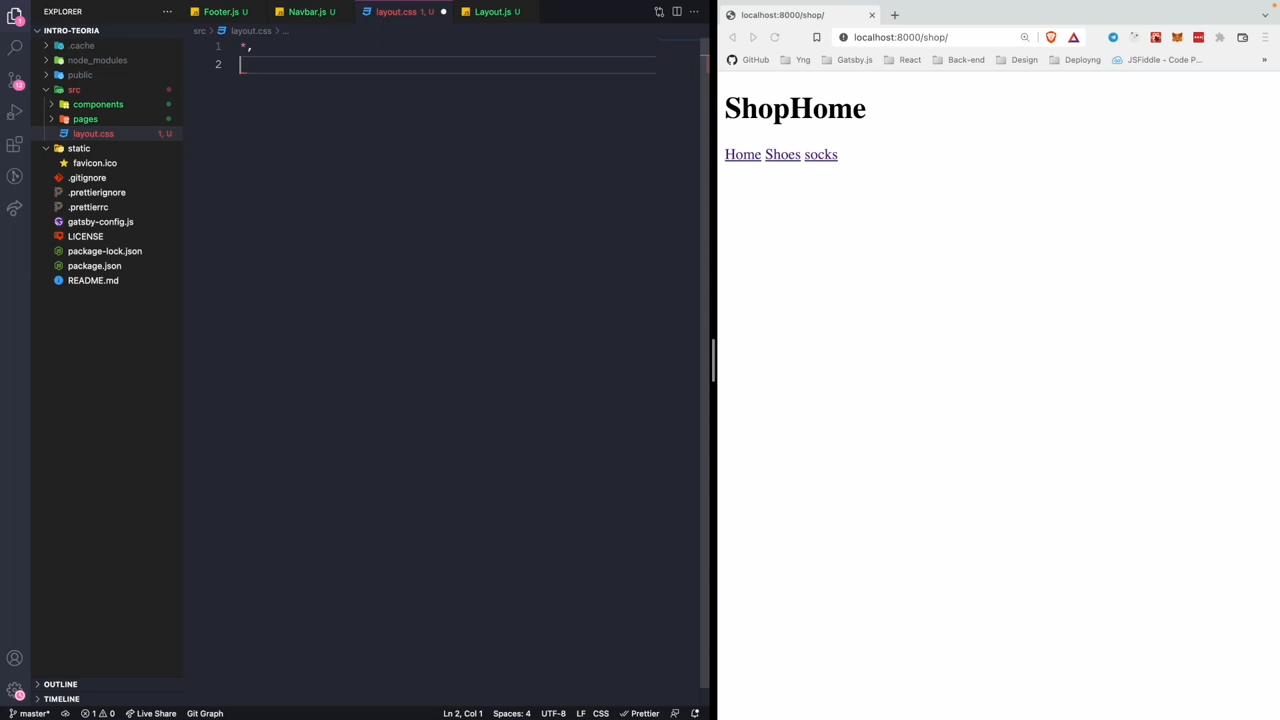 EXPLORER
INTRO-TEORIA
.cache
node_modules
public
src
components
pages
layout.css 1, U
static
favicon.ico
.gitignore
.prettierignore
.prettierrc
gatsby-config.js
LICENSE
package-lock.json
package.json
README.md
OUTLINE
TIMELINE
1
12
Footer.js U
Navbar.js U
layout.css 1, U
Layout.js U
src > layout.css > ...
1 *,
2
master*
1 0
Live Share
Git Graph
Ln 2, Col 1
Spaces: 4
UTF-8
LF
CSS
Prettier
localhost:8000/shop/
localhost:8000/shop/
GitHub
Yng
Gatsby.js
React
Back-end
Design
Deployng
JSFiddle - Code P...
»
ShopHome
Home Shoes socks